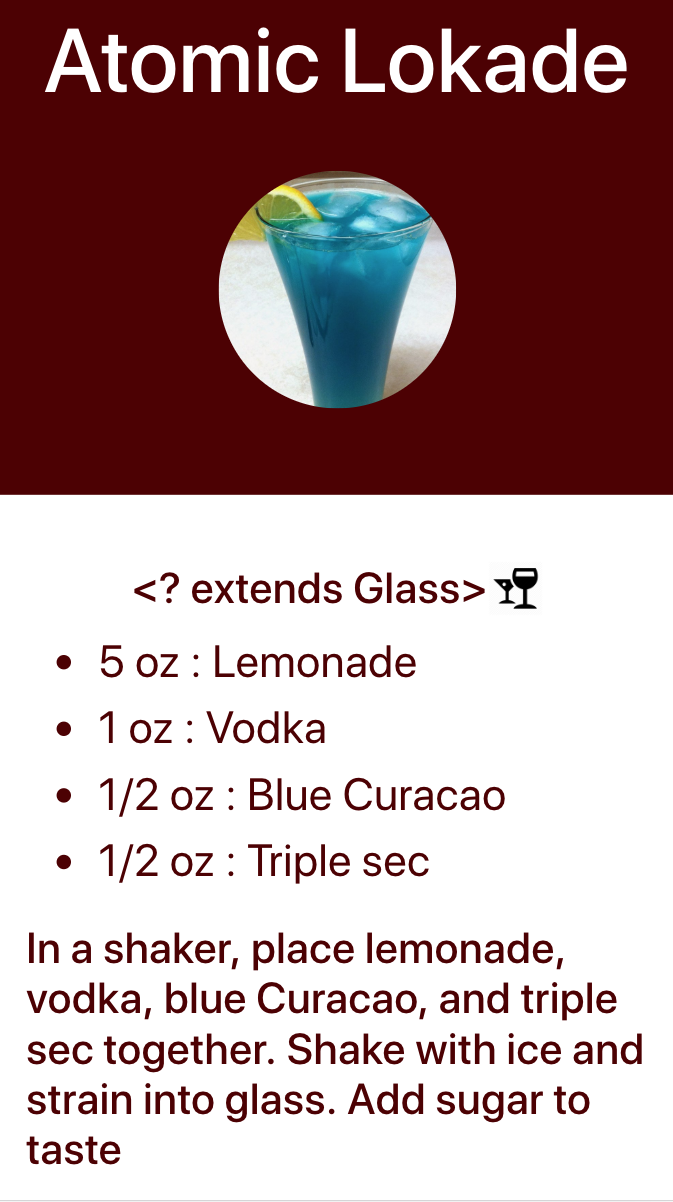 Atomic Lokade
<? extends Glass>
• 5 oz : Lemonade
• 1 oz : Vodka
• 1/2 oz : Blue Curacao
• 1/2 oz : Triple sec
In a shaker, place lemonade,
vodka, blue Curacao, and triple
sec together. Shake with ice and
strain into glass. Add sugar to
taste